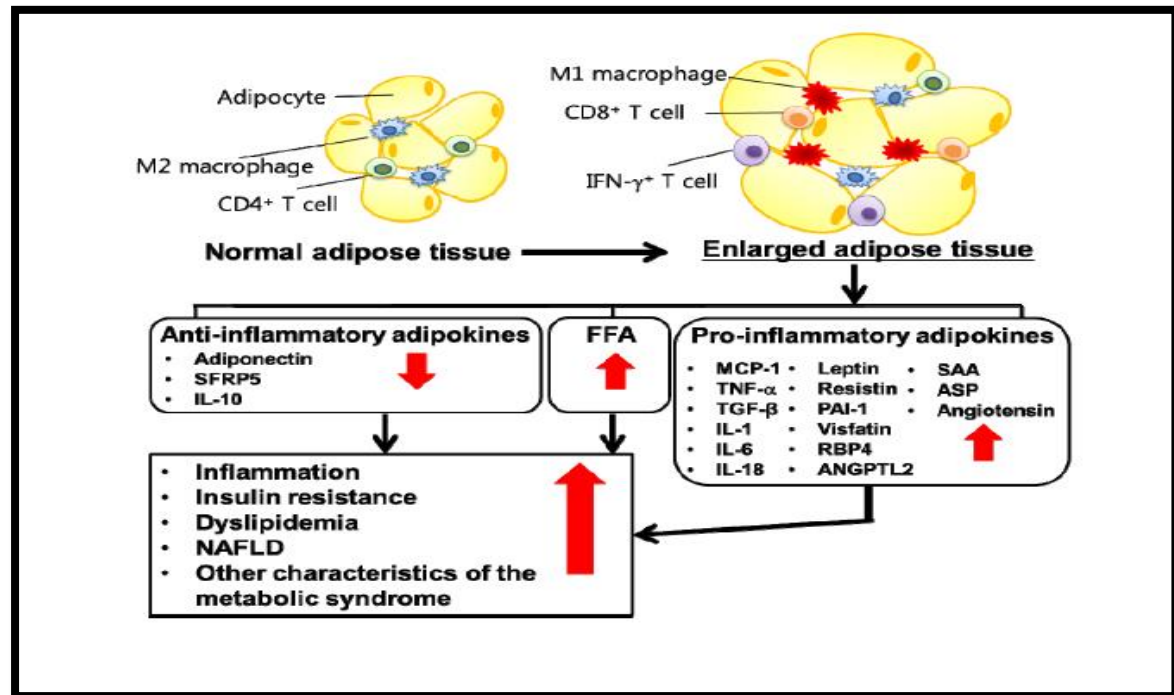 Adipocyte
M2 macrophage
CD4⁺ T cell
M1 macrophage
CD8⁺ T cell
IFN-γ⁺ T cell
Normal adipose tissue
Enlarged adipose tissue
Anti-inflammatory adipokines
• Adiponectin
• SFRP5
• IL-10
FFA
Pro-inflammatory adipokines
• MCP-1
• TNF-α
• TGF-β
• IL-1
• IL-6
• IL-18
• Leptin
• Resistin
• PAI-1
• Visfatin
• RBP4
• ANGPTL2
• SAA
• ASP
• Angiotensin
• Inflammation
• Insulin resistance
• Dyslipidemia
• NAFLD
• Other characteristics of the
metabolic syndrome